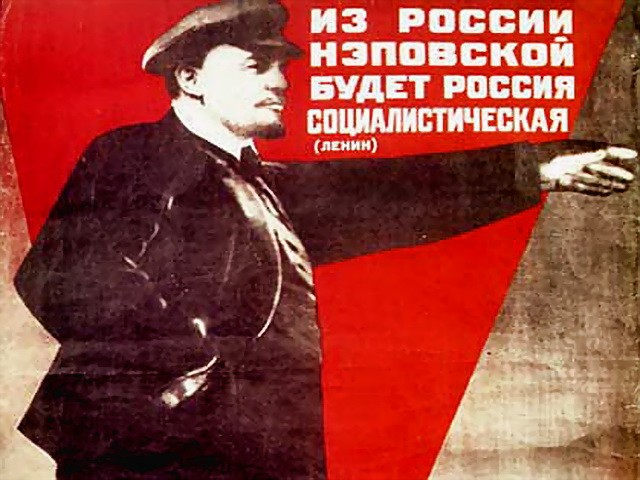 ИЗ РОССИИ
НЭПОВСКОЙ
БУДЕТ РОССИЯ
СОЦИАЛИСТИЧЕСКАЯ
(ЛЕНИН)